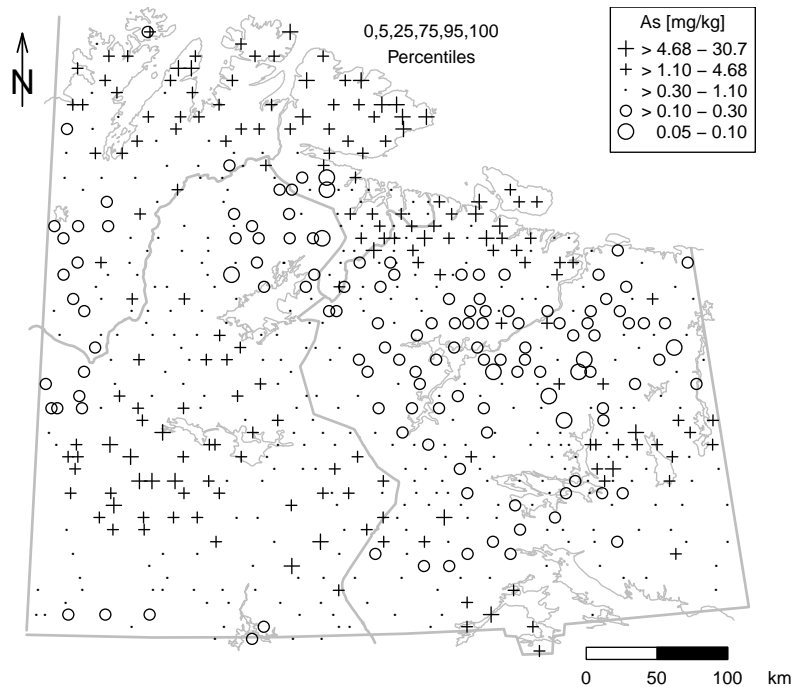 0,5,25,75,95,100
Percentiles
As [mg/kg]
> 4.68 − 30.7
> 1.10 − 4.68
> 0.30 − 1.10
> 0.10 − 0.30
0.05 − 0.10
N
0 50 100 km